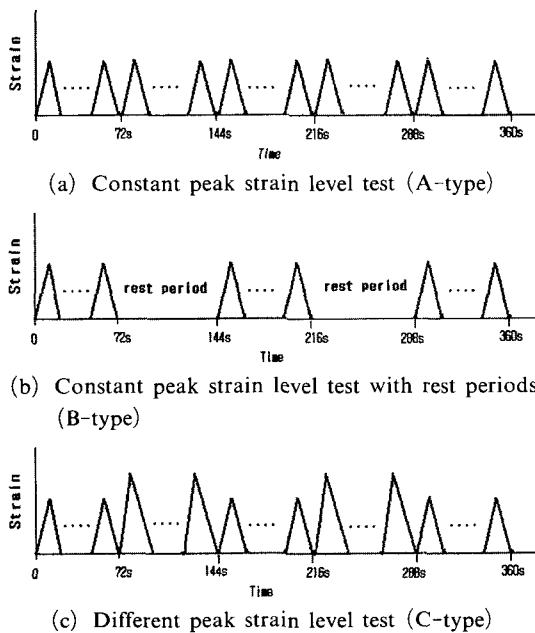 Strain
0 72s 144s 216s 288s 360s
Time
(a) Constant peak strain level test (A-type)
Strain
rest period rest period
0 72s 144s 216s 288s 360s
Time
(b) Constant peak strain level test with rest periods
(B-type)
Strain
0 72s 144s 216s 288s 360s
Time
(c) Different peak strain level test (C-type)